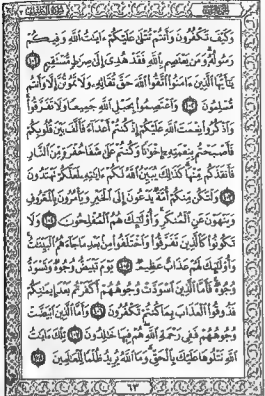 وَكَيْفَ تَكْفُرُونَ وَأَنتُمْ تُتْلَىٰ عَلَيْكُمْ ءَايَٰتُ ٱللَّهِ وَفِيكُمْ
رَسُولُهُۥ وَمَن يَعْتَصِم بِٱللَّهِ فَقَدْ هُدِىَ إِلَىٰ صِرَٰطٍ مُّسْتَقِيمٍ ١٠١
يَٰٓأَيُّهَا ٱلَّذِينَ ءَامَنُوا۟ ٱتَّقُوا۟ ٱللَّهَ حَقَّ تُقَاتِهِۦ وَلَا تَمُوتُنَّ إِلَّا وَأَنتُم
مُّسْلِمُونَ ١٠٢ وَٱعْتَصِمُوا۟ بِحَبْلِ ٱللَّهِ جَمِيعًا وَلَا تَفَرَّقُوا۟
وَٱذْكُرُوا۟ نِعْمَتَ ٱللَّهِ عَلَيْكُمْ إِذْ كُنتُمْ أَعْدَآءً فَأَلَّفَ بَيْنَ قُلُوبِكُمْ
فَأَصْبَحْتُم بِنِعْمَتِهِۦٓ إِخْوَٰنًا وَكُنتُمْ عَلَىٰ شَفَا حُفْرَةٍ مِّنَ ٱلنَّارِ
فَأَنقَذَكُم مِّنْهَا كَذَٰلِكَ يُبَيِّنُ ٱللَّهُ لَكُمْ ءَايَٰتِهِۦ لَعَلَّكُمْ تَهْتَدُونَ
١٠٣ وَلْتَكُن مِّنكُمْ أُمَّةٌ يَدْعُونَ إِلَى ٱلْخَيْرِ وَيَأْمُرُونَ بِٱلْمَعْرُوفِ
وَيَنْهَوْنَ عَنِ ٱلْمُنكَرِ وَأُو۟لَٰٓئِكَ هُمُ ٱلْمُفْلِحُونَ ١٠٤ وَلَا
تَكُونُوا۟ كَٱلَّذِينَ تَفَرَّقُوا۟ وَٱخْتَلَفُوا۟ مِنۢ بَعْدِ مَا جَآءَهُمُ ٱلْبَيِّنَٰتُ
وَأُو۟لَٰٓئِكَ لَهُمْ عَذَابٌ عَظِيمٌ ١٠٥ يَوْمَ تَبْيَضُّ وُجُوهٌ وَتَسْوَدُّ
وُجُوهٌ فَأَمَّا ٱلَّذِينَ ٱسْوَدَّتْ وُجُوهُهُمْ أَكَفَرْتُم بَعْدَ إِيمَٰنِكُمْ
فَذُوقُوا۟ ٱلْعَذَابَ بِمَا كُنتُمْ تَكْفُرُونَ ١٠٦ وَأَمَّا ٱلَّذِينَ ٱبْيَضَّتْ
وُجُوهُهُمْ فَفِى رَحْمَةِ ٱللَّهِ هُمْ فِيهَا خَٰلِدُونَ ١٠٧ تِلْكَ ءَايَٰتُ
ٱللَّهِ نَتْلُوهَا عَلَيْكَ بِٱلْحَقِّ وَمَا ٱللَّهُ يُرِيدُ ظُلْمًا لِّلْعَٰلَمِينَ ١٠٨
٦٣